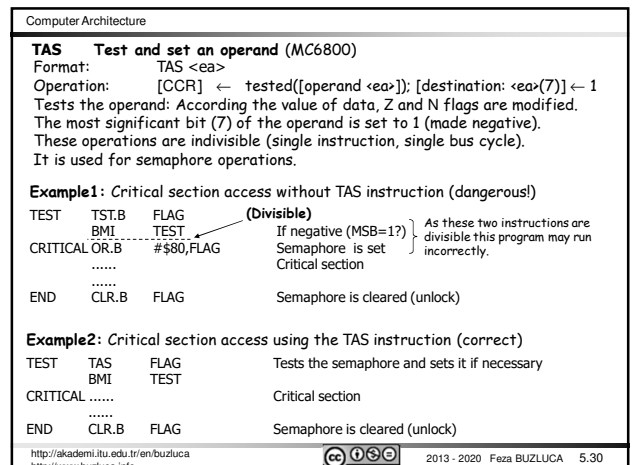 Computer Architecture
TAS Test and set an operand (MC6800)
Format: TAS <ea>
Operation: [CCR] ← tested([operand <ea>]); [destination: <ea>(7)] ← 1
Tests the operand: According the value of data, Z and N flags are modified.
The most significant bit (7) of the operand is set to 1 (made negative).
These operations are indivisible (single instruction, single bus cycle).
It is used for semaphore operations.
Example1: Critical section access without TAS instruction (dangerous!)
TEST TST.B FLAG (Divisible)
BMI TEST If negative (MSB=1?)
CRITICAL OR.B #$80,FLAG Semaphore is set
As these two instructions are
divisible this program may run
incorrectly.
...... Critical section
......
END CLR.B FLAG Semaphore is cleared (unlock)
Example2: Critical section access using the TAS instruction (correct)
TEST TAS FLAG Tests the semaphore and sets it if necessary
BMI TEST
CRITICAL ...... Critical section
......
END CLR.B FLAG Semaphore is cleared (unlock)
http://akademi.itu.edu.tr/en/buzluca
2013 - 2020 Feza BUZLUCA 5.30